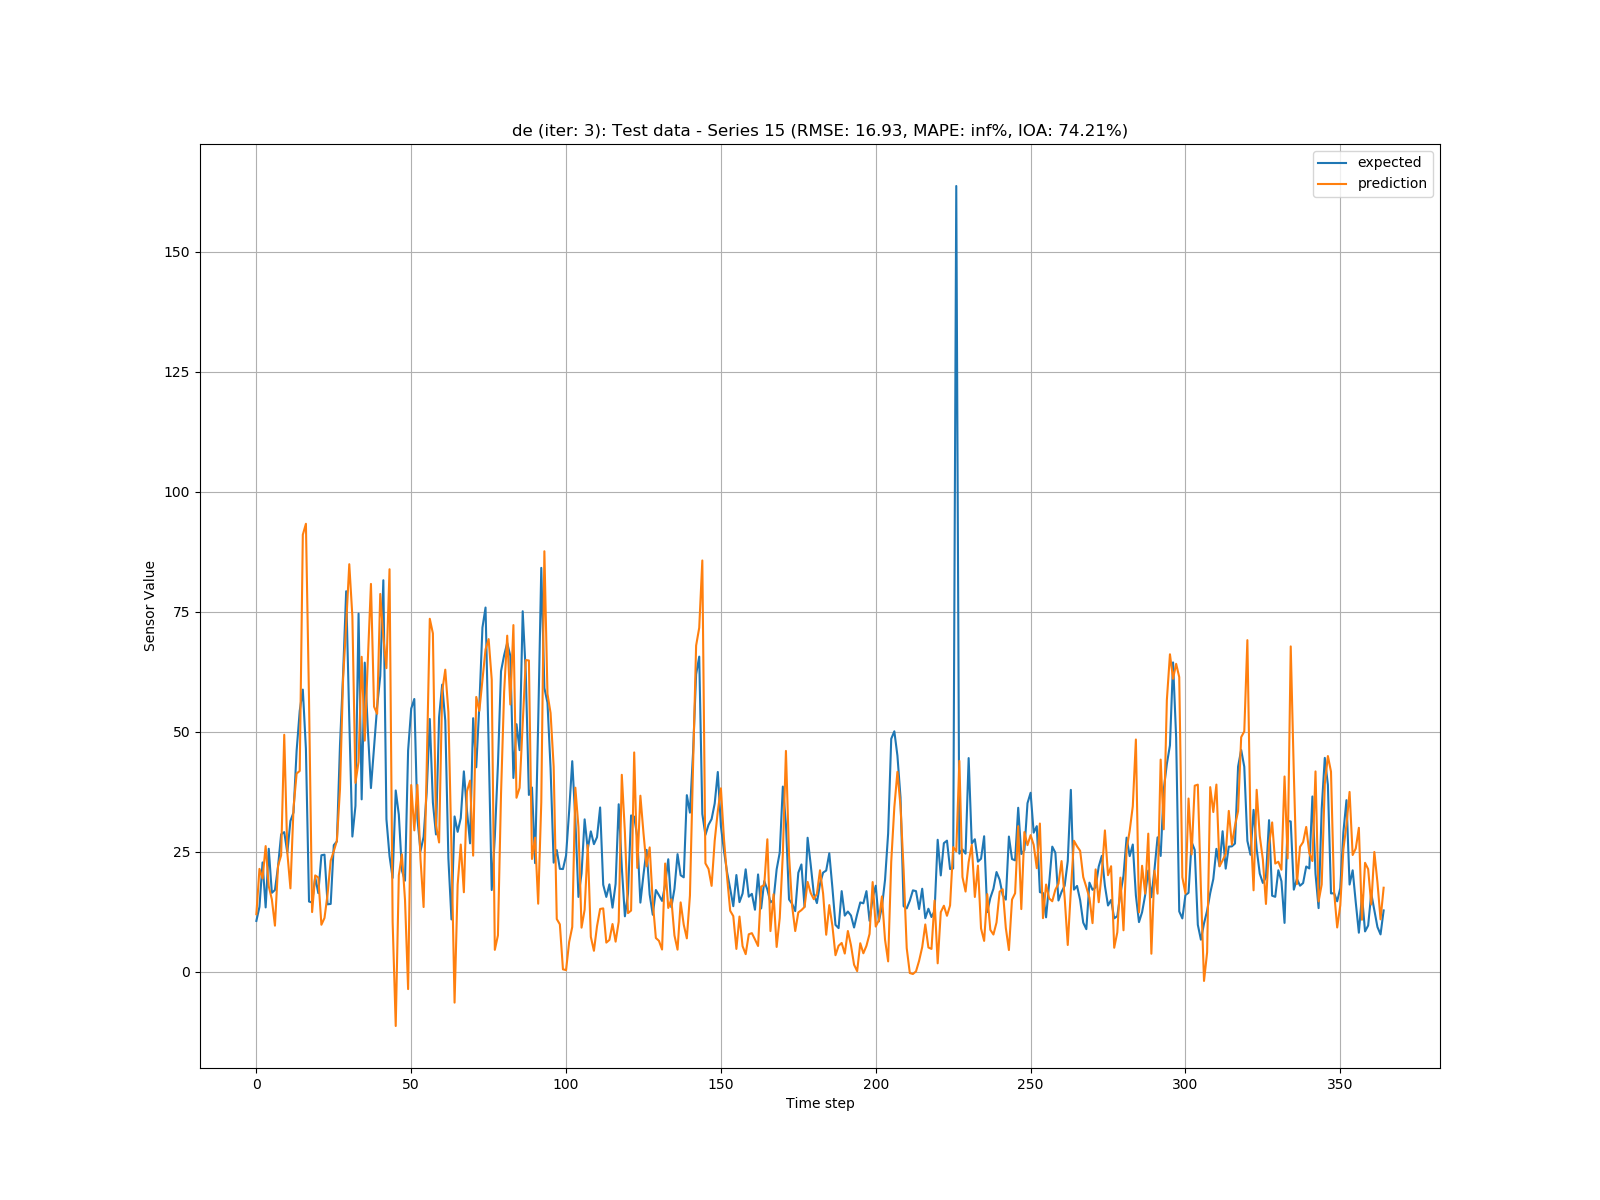 de (iter: 3): Test data - Series 15 (RMSE: 16.93, MAPE: inf%, IOA: 74.21%)
expected
prediction
150
125
100
75
50
25
0
Sensor Value
0 50 100 150 200 250 300 350
Time step